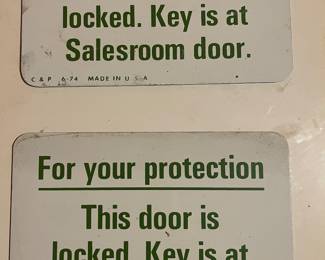 locked. Key is at
Salesroom door.
C & P 6-74 MADE IN U S A
For your protection
This door is
locked. Key is at